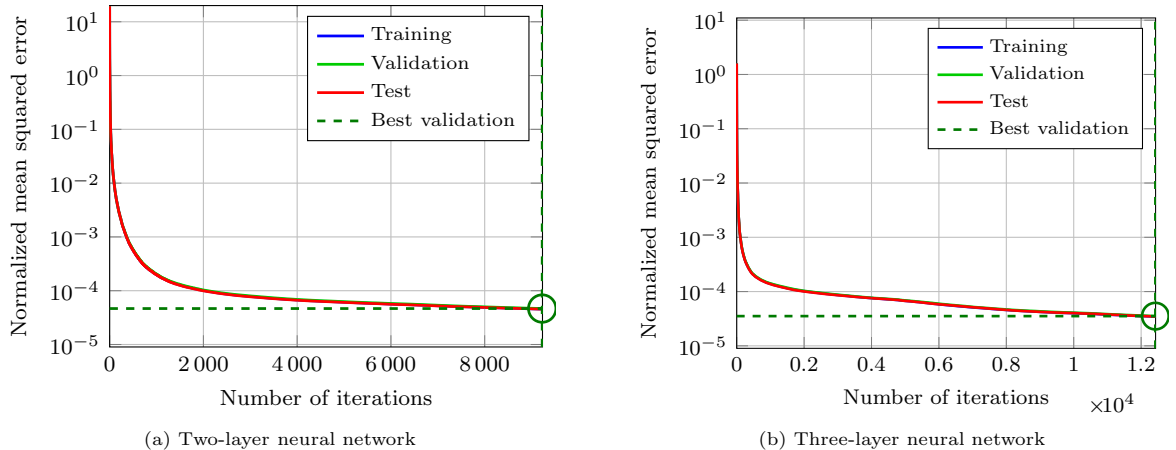 Normalized mean squared error
10^1
10^0
10^-1
10^-2
10^-3
10^-4
10^-5
Training
Validation
Test
Best validation
0
2 000
4 000
6 000
8 000
Number of iterations
(a) Two-layer neural network
Normalized mean squared error
10^1
10^0
10^-1
10^-2
10^-3
10^-4
10^-5
Training
Validation
Test
Best validation
0
0.2
0.4
0.6
0.8
1
1.2
Number of iterations
×10^4
(b) Three-layer neural network